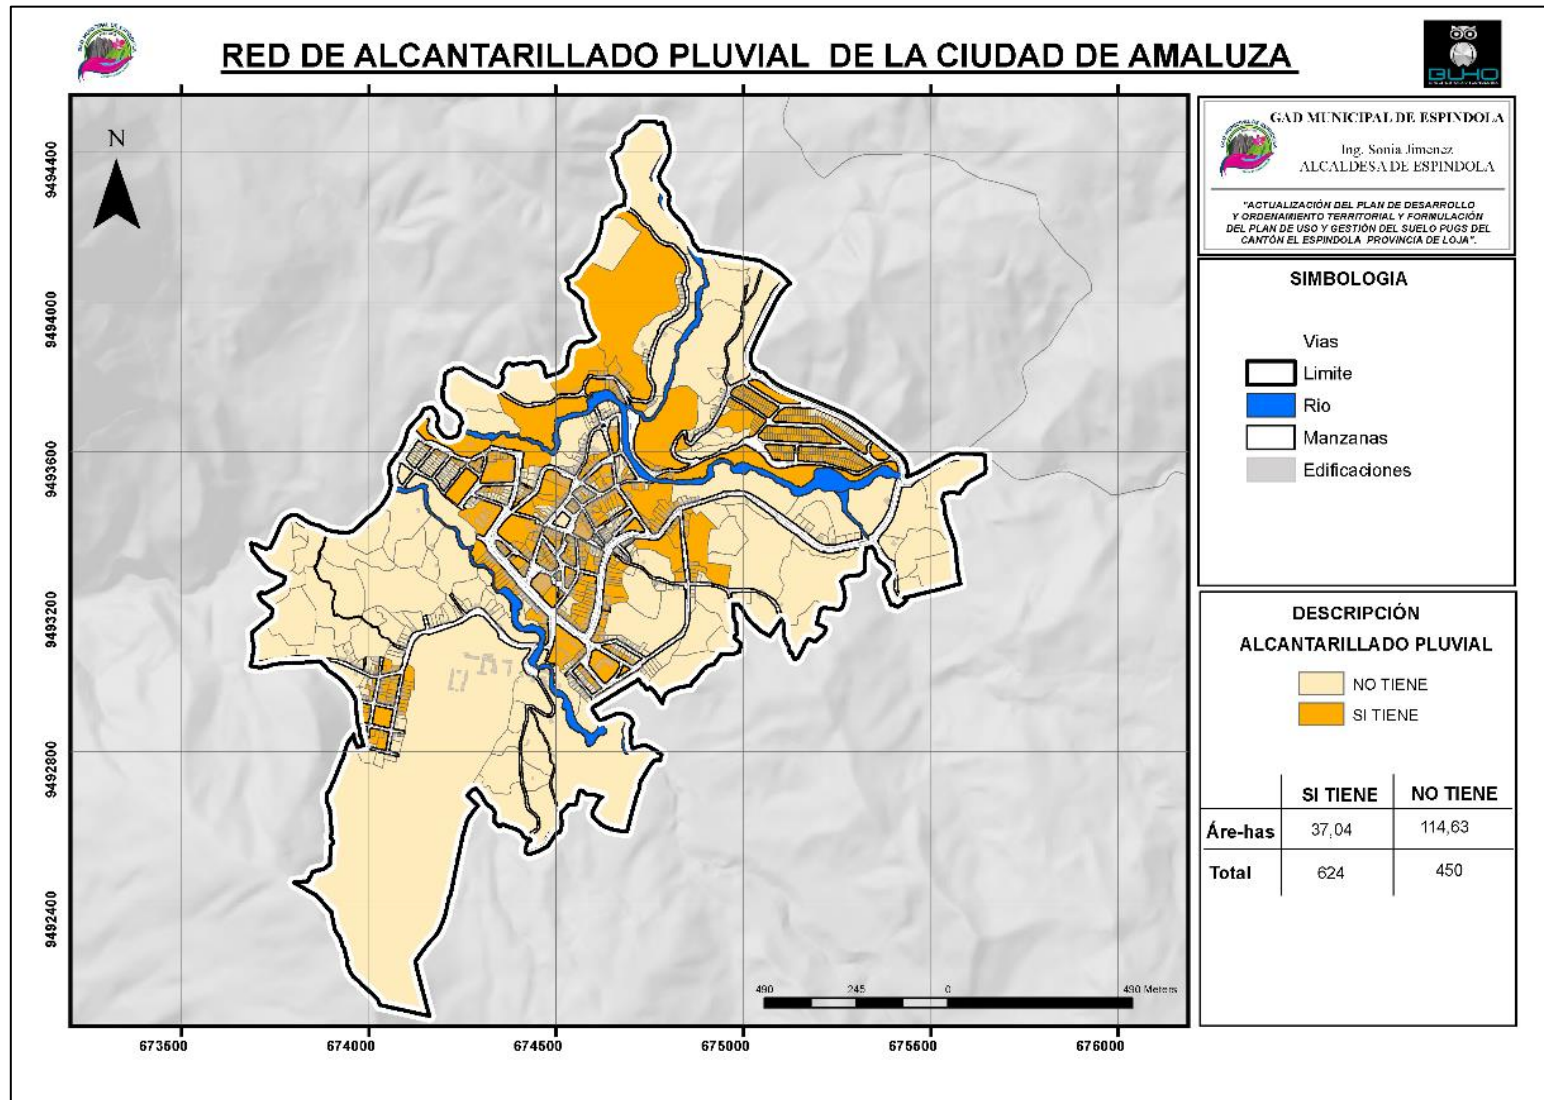 RED DE ALCANTARILLADO PLUVIAL DE LA CIUDAD DE AMALUZA
BUHO
GAD MUNICIPAL DE ESPINDOLA
Ing. Sonia Jimenez
ALCALDESA DE ESPINDOLA
"ACTUALIZACIÓN DEL PLAN DE DESARROLLO
Y ORDENAMIENTO TERRITORIAL Y FORMULACIÓN
DEL PLAN DE USO Y GESTIÓN DEL SUELO PUGS DEL
CANTÓN EL ESPINDOLA PROVINCIA DE LOJA".
SIMBOLOGIA
Vias
Limite
Rio
Manzanas
Edificaciones
DESCRIPCIÓN
ALCANTARILLADO PLUVIAL
NO TIENE
SI TIENE
SI TIENE NO TIENE
Áre-has 37,04 114,63
Total 624 450
N
9494400
9494000
9493600
9493200
9492800
9492400
490 245 0 490 Meters
673500 674000 674500 675000 675500 676000